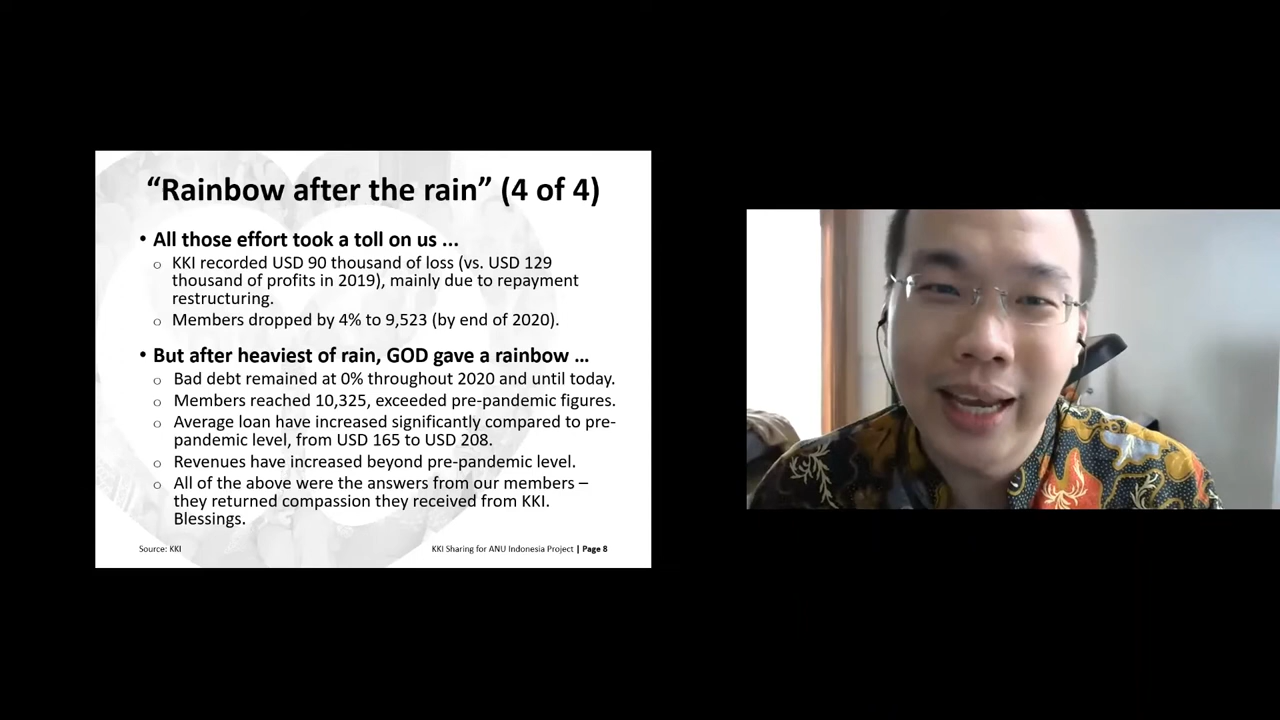 “Rainbow after the rain” (4 of 4)
• All those effort took a toll on us ...
o KKI recorded USD 90 thousand of loss (vs. USD 129
thousand of profits in 2019), mainly due to repayment
restructuring.
o Members dropped by 4% to 9,523 (by end of 2020).
• But after heaviest of rain, GOD gave a rainbow ...
o Bad debt remained at 0% throughout 2020 and until today.
o Members reached 10,325, exceeded pre-pandemic figures.
o Average loan have increased significantly compared to pre-
pandemic level, from USD 165 to USD 208.
o Revenues have increased beyond pre-pandemic level.
o All of the above were the answers from our members –
they returned compassion they received from KKI.
Blessings.
Source: KKI
KKI Sharing for ANU Indonesia Project | Page 8